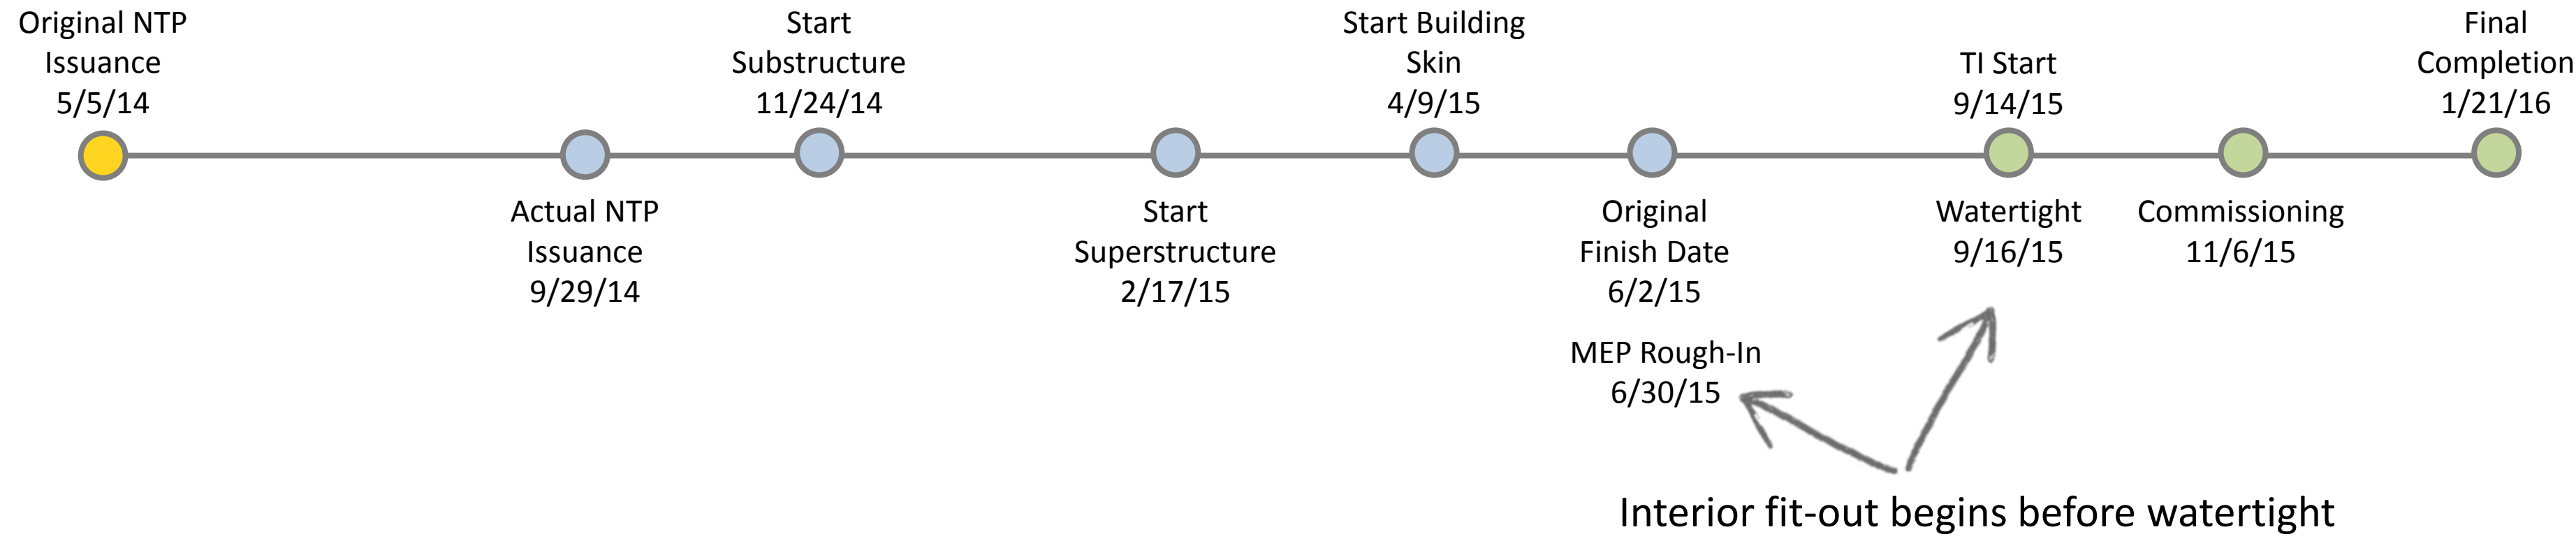 Original NTP
Issuance
5/5/14
Actual NTP
Issuance
9/29/14
Start
Substructure
11/24/14
Start
Superstructure
2/17/15
Start Building
Skin
4/9/15
Original
Finish Date
6/2/15
MEP Rough-In
6/30/15
TI Start
9/14/15
Watertight
9/16/15
Commissioning
11/6/15
Final
Completion
1/21/16
Interior fit-out begins before watertight